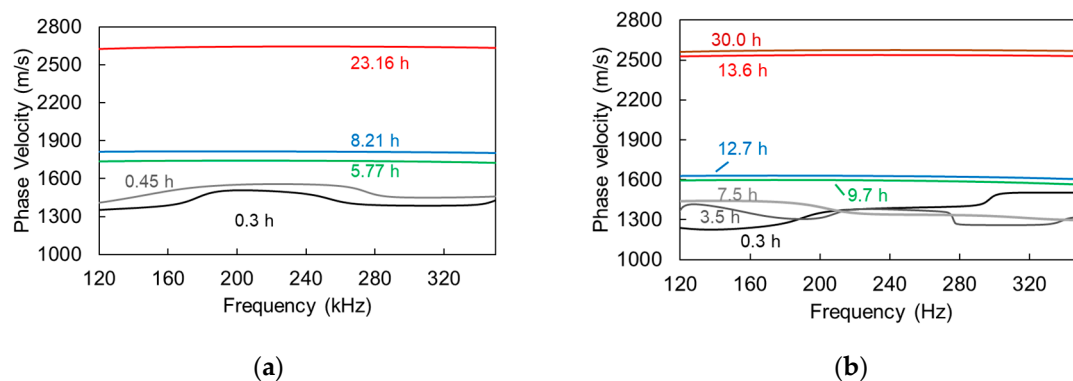 2800
2500
2200
1900
1600
1300
1000
Phase Velocity (m/s)
23.16 h
8.21 h
5.77 h
0.45 h
0.3 h
120 160 200 240 280 320
Frequency (kHz)
(a)
2800
2500
2200
1900
1600
1300
1000
Phase velocity (m/s)
30.0 h
13.6 h
12.7 h
9.7 h
7.5 h
3.5 h
0.3 h
120 160 200 240 280 320
Frequency (Hz)
(b)